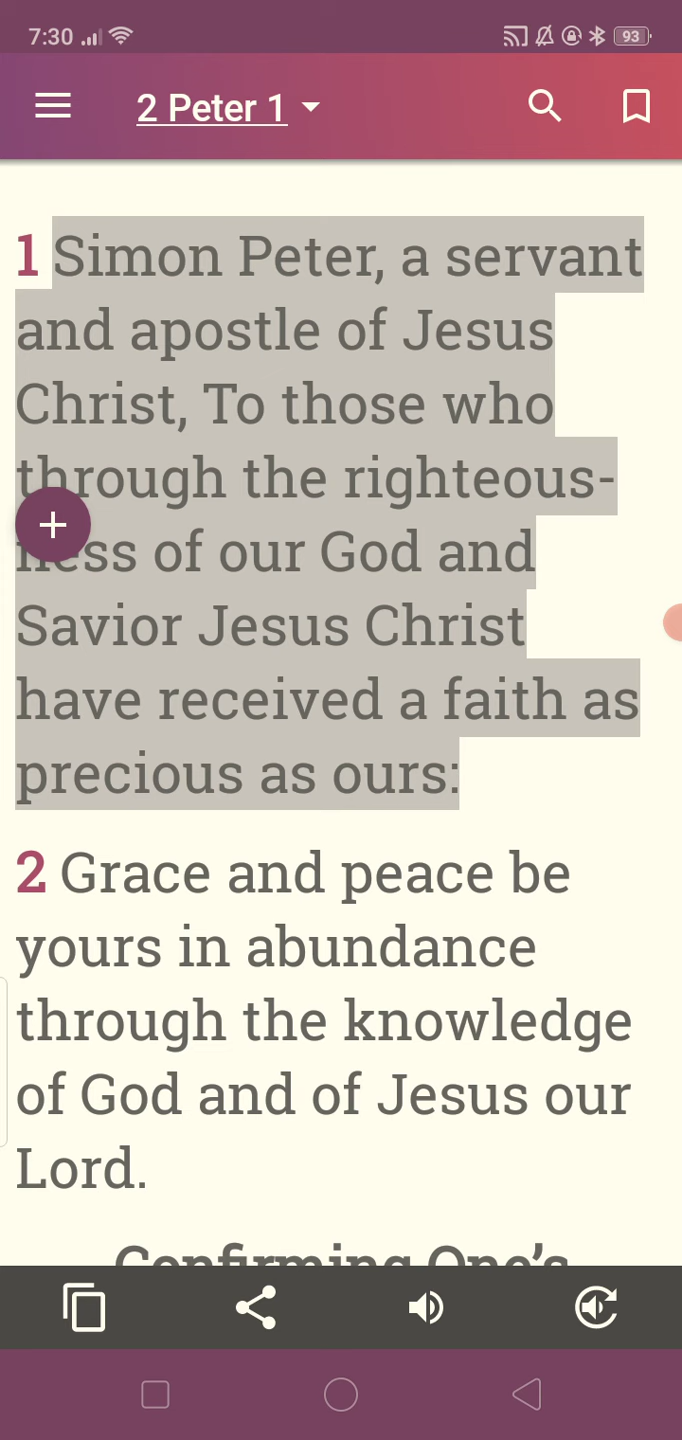 7:30
93
2 Peter 1
1 Simon Peter, a servant
and apostle of Jesus
Christ, To those who
through the righteous-
ness of our God and
Savior Jesus Christ
have received a faith as
precious as ours:
2 Grace and peace be
yours in abundance
through the knowledge
of God and of Jesus our
Lord.
Confirming One's